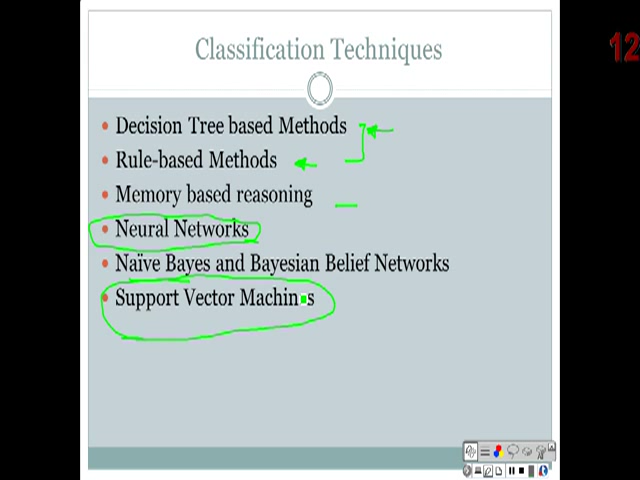 Classification Techniques
12
• Decision Tree based Methods
• Rule-based Methods
• Memory based reasoning
• Neural Networks
• Naïve Bayes and Bayesian Belief Networks
• Support Vector Machines